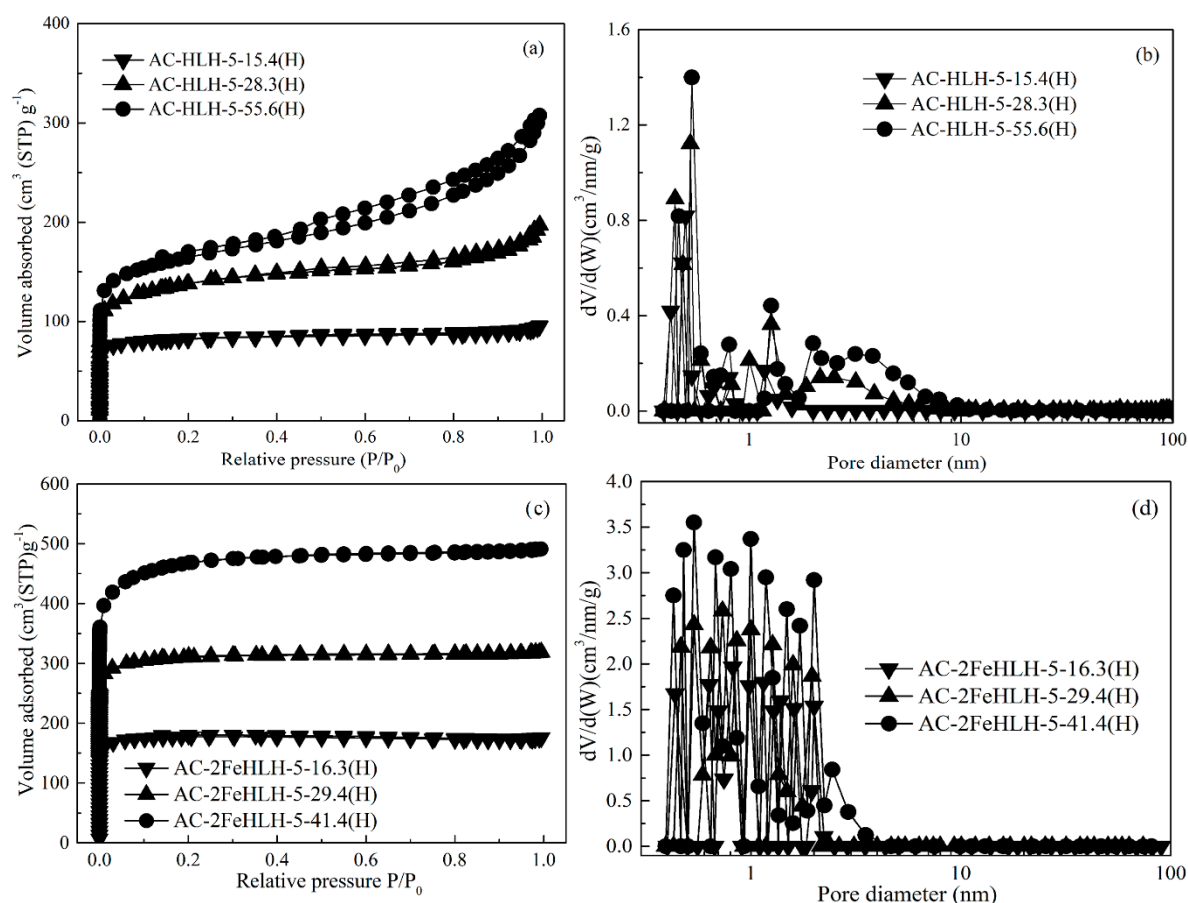 (a)
AC-HLH-5-15.4(H)
AC-HLH-5-28.3(H)
AC-HLH-5-55.6(H)
Volume absorbed (cm³ (STP) g⁻¹)
400
300
200
100
0
0.0 0.2 0.4 0.6 0.8 1.0
Relative pressure (P/P₀)
(b)
AC-HLH-5-15.4(H)
AC-HLH-5-28.3(H)
AC-HLH-5-55.6(H)
dV/d(W)(cm³/nm/g)
1.6
1.2
0.8
0.4
0.0
1 10 100
Pore diameter (nm)
(c)
Volume adsorbed (cm³(STP)g⁻¹)
600
500
400
300
200
100
0
AC-2FeHLH-5-16.3(H)
AC-2FeHLH-5-29.4(H)
AC-2FeHLH-5-41.4(H)
0.0 0.2 0.4 0.6 0.8 1.0
Relative pressure P/P₀
(d)
dV/d(W)(cm³/nm/g)
4.0
3.5
3.0
2.5
2.0
1.5
1.0
0.5
0.0
AC-2FeHLH-5-16.3(H)
AC-2FeHLH-5-29.4(H)
AC-2FeHLH-5-41.4(H)
1 10 100
Pore diameter (nm)